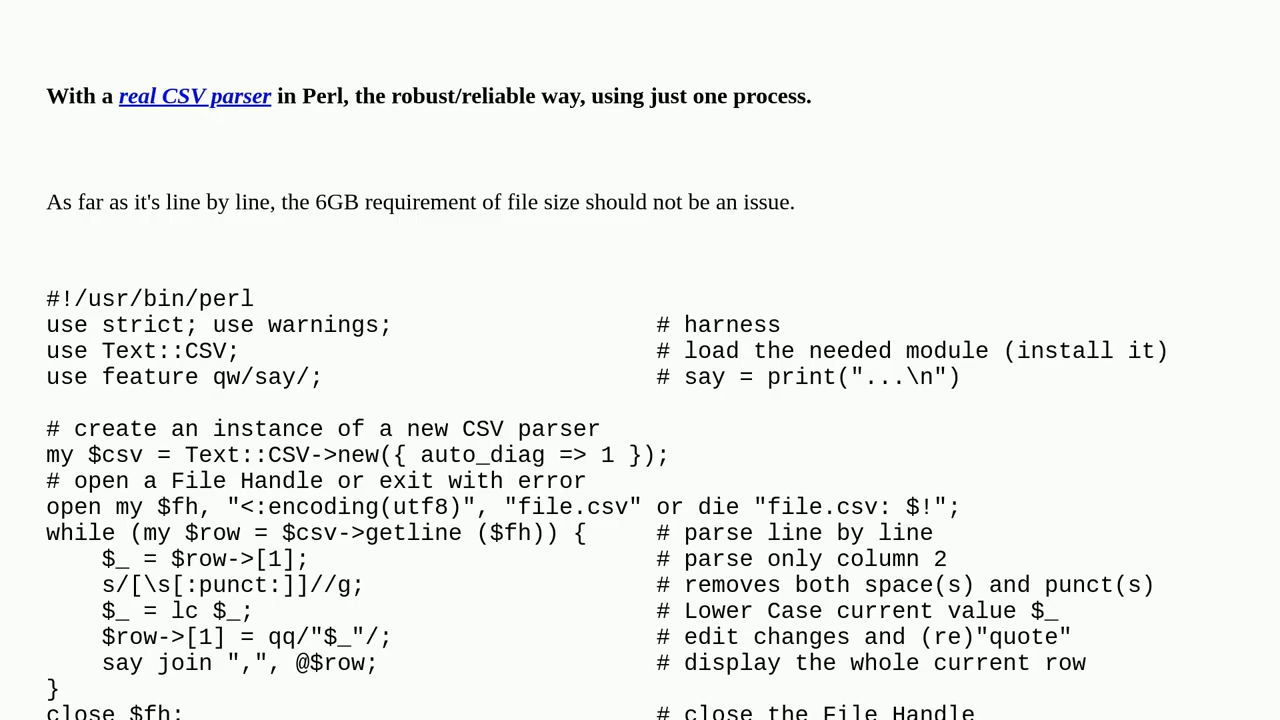 With a real CSV parser in Perl, the robust/reliable way, using just one process.
As far as it's line by line, the 6GB requirement of file size should not be an issue.
#!/usr/bin/perl
use strict; use warnings;                   # harness
use Text::CSV;                              # load the needed module (install it)
use feature qw/say/;                        # say = print("...\n")
# create an instance of a new CSV parser
my $csv = Text::CSV->new({ auto_diag => 1 });
# open a File Handle or exit with error
open my $fh, "<:encoding(utf8)", "file.csv" or die "file.csv: $!";
while (my $row = $csv->getline ($fh)) {     # parse line by line
    $_ = $row->[1];                         # parse only column 2
    s/[\s[:punct:]]//g;                     # removes both space(s) and punct(s)
    $_ = lc $_;                             # Lower Case current value $_
    $row->[1] = qq/"$_"/;                   # edit changes and (re)"quote"
    say join ",", @$row;                    # display the whole current row
}
close $fh;                                  # close the File Handle